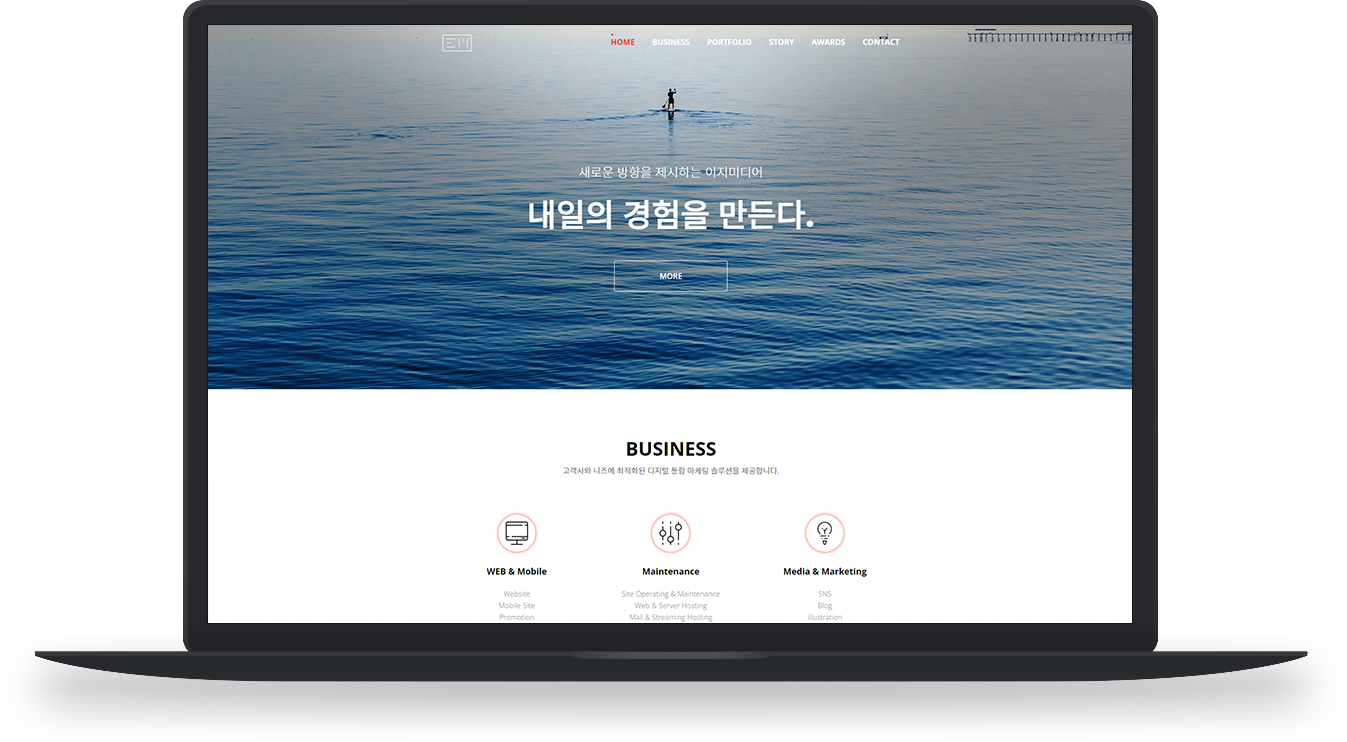 HOME BUSINESS PORTFOLIO STORY AWARDS CONTACT
새로운 방향을 제시하는 이지미디어
내일의 경험을 만든다.
MORE
BUSINESS
고객사와 니즈에 최적화된 디지털 통합 마케팅 솔루션을 제공합니다.
WEB & Mobile
Website
Mobile Site
Promotion
Maintenance
Site Operating & Maintenance
Web & Server Hosting
Mail & Streaming Hosting
Media & Marketing
SNS
Blog
illustration